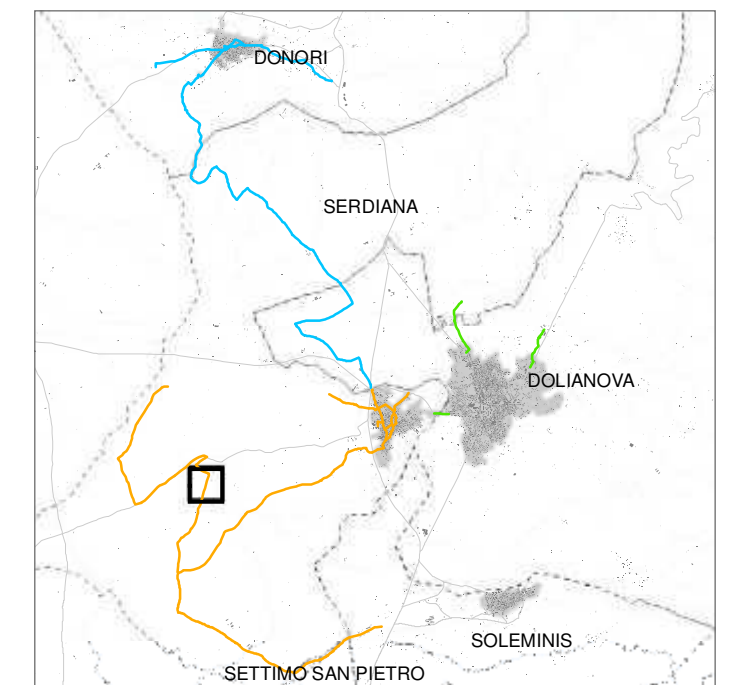 DONORI
SERDIANA
DOLIANOVA
SOLEMINIS
SETTIMO SAN PIETRO